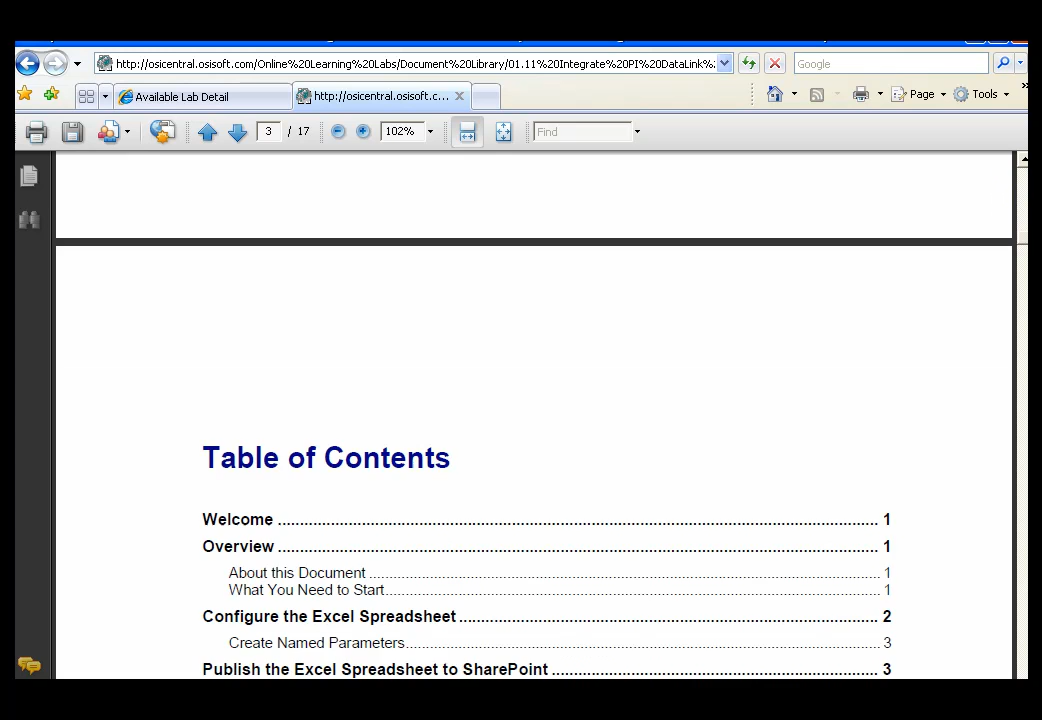 http://osicentral.osisoft.com/Online%20Learning%20Labs/Document%20Library/01.11%20Integrate%20PI%20DataLink%
Google
Available Lab Detail
http://osicentral.osisoft.c...
Page
Tools
3 / 17
102%
Find
Table of Contents
Welcome 1
Overview 1
About this Document 1
What You Need to Start 1
Configure the Excel Spreadsheet 2
Create Named Parameters 3
Publish the Excel Spreadsheet to SharePoint 3